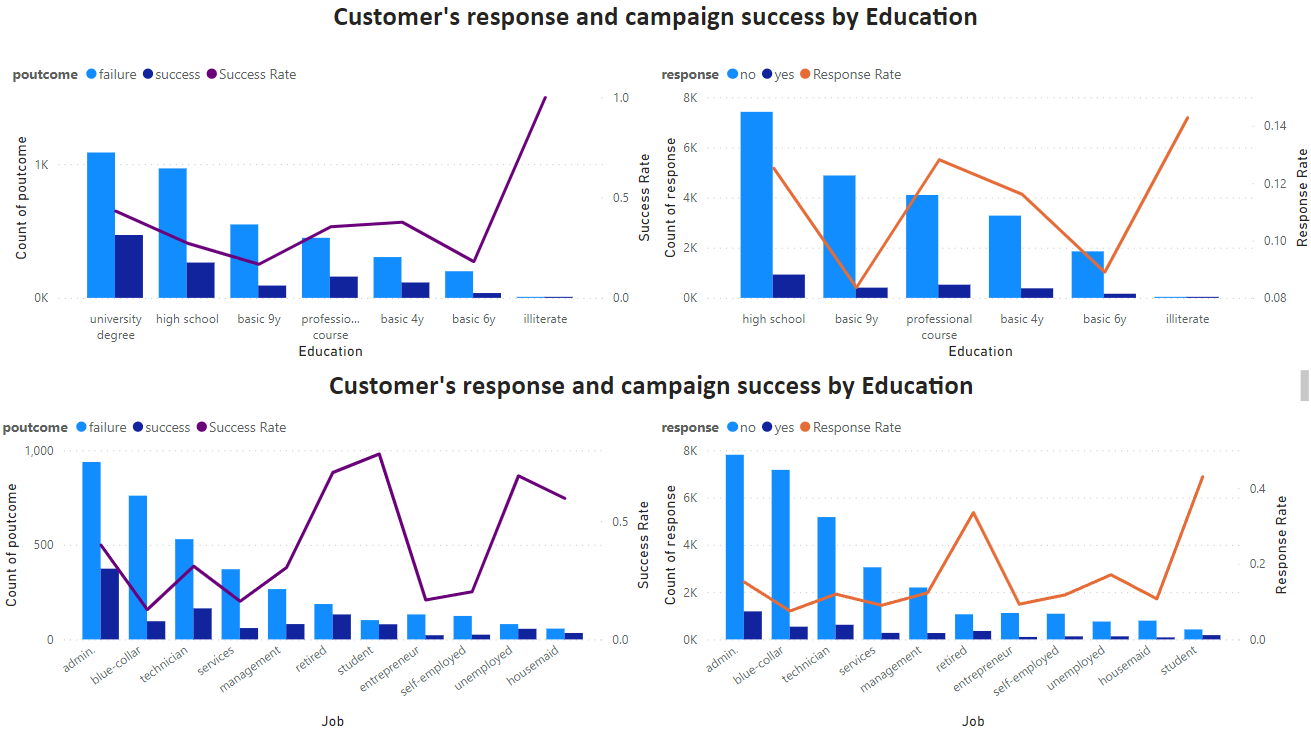 Customer's response and campaign success by Education
poutcome failure success Success Rate
Count of poutcome
1K
0K
1.0
0.5
0.0
Success Rate
university degree
high school
basic 9y
professio... course
basic 4y
basic 6y
illiterate
Education
response no yes Response Rate
Count of response
8K
6K
4K
2K
0K
0.14
0.12
0.10
0.08
Response Rate
high school
basic 9y
professional course
basic 4y
basic 6y
illiterate
Education
Customer's response and campaign success by Education
poutcome failure success Success Rate
Count of poutcome
1,000
500
0
0.5
0.0
Success Rate
admin.
blue-collar
technician
services
management
retired
student
entrepreneur
self-employed
unemployed
housemaid
Job
response no yes Response Rate
Count of response
8K
6K
4K
2K
0K
0.4
0.2
0.0
Response Rate
admin.
blue-collar
technician
services
management
retired
entrepreneur
self-employed
unemployed
housemaid
student
Job